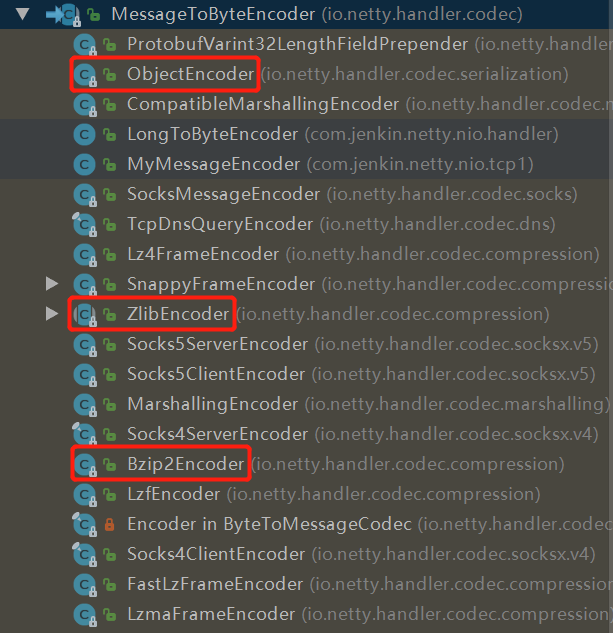 MessageToByteEncoder (io.netty.handler.codec)
ProtobufVarint32LengthFieldPrepender (io.netty.handler.c
ObjectEncoder (io.netty.handler.codec.serialization)
CompatibleMarshallingEncoder (io.netty.handler.codec.m
LongToByteEncoder (com.jenkin.netty.nio.handler)
MyMessageEncoder (com.jenkin.netty.nio.tcp1)
SocksMessageEncoder (io.netty.handler.codec.socks)
TcpDnsQueryEncoder (io.netty.handler.codec.dns)
Lz4FrameEncoder (io.netty.handler.codec.compression)
SnappyFrameEncoder (io.netty.handler.codec.compressio
ZlibEncoder (io.netty.handler.codec.compression)
Socks5ServerEncoder (io.netty.handler.codec.socksx.v5)
Socks5ClientEncoder (io.netty.handler.codec.socksx.v5)
MarshallingEncoder (io.netty.handler.codec.marshalling)
Socks4ServerEncoder (io.netty.handler.codec.socksx.v4)
Bzip2Encoder (io.netty.handler.codec.compression)
LzfEncoder (io.netty.handler.codec.compression)
Encoder in ByteToMessageCodec (io.netty.handler.codec
Socks4ClientEncoder (io.netty.handler.codec.socksx.v4)
FastLzFrameEncoder (io.netty.handler.codec.compression
LzmaFrameEncoder (io.netty.handler.codec.compression)